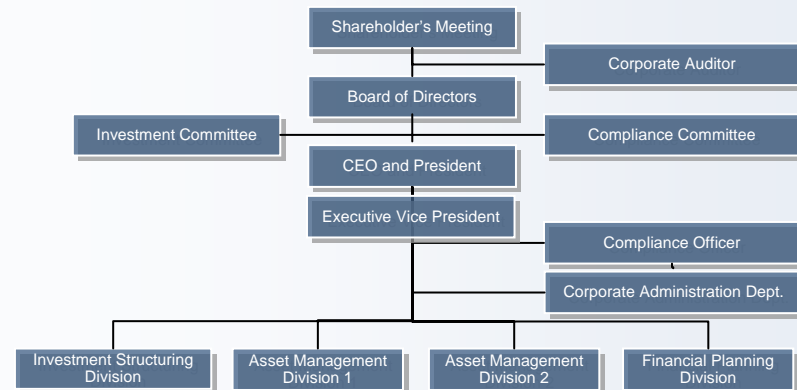 Shareholder's Meeting
Corporate Auditor
Board of Directors
Investment Committee
Compliance Committee
CEO and President
Executive Vice President
Compliance Officer
Corporate Administration Dept.
Investment Structuring
Division
Asset Management
Division 1
Asset Management
Division 2
Financial Planning
Division